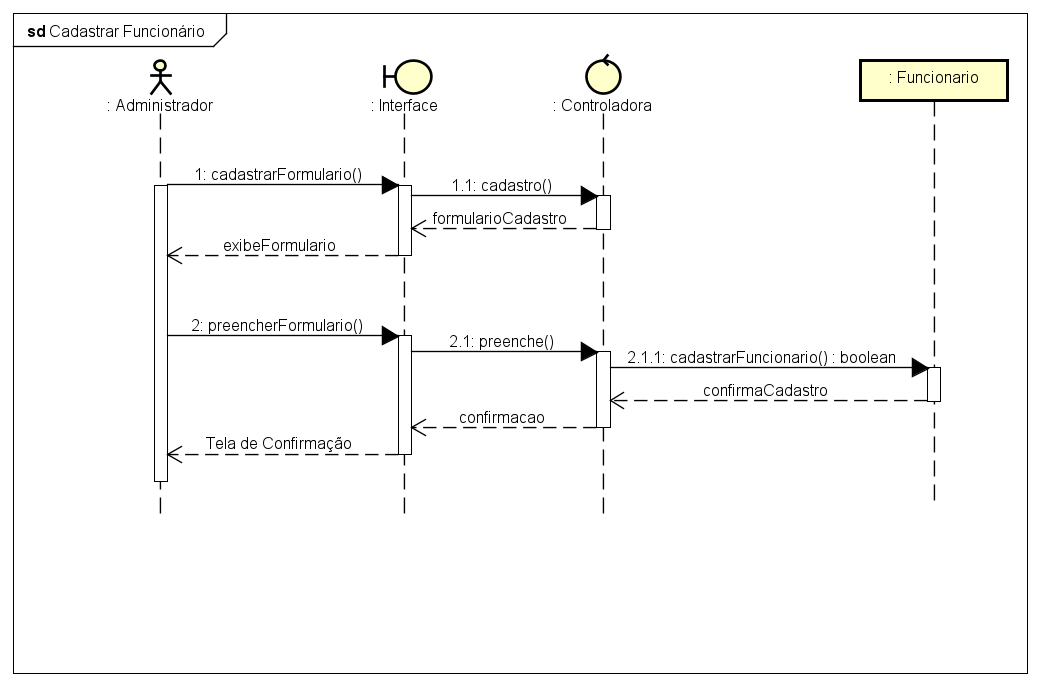 sd Cadastrar Funcionário
: Administrador
: Interface
: Controladora
: Funcionario
1: cadastrarFormulario()
1.1: cadastro()
formularioCadastro
exibeFormulario
2: preencherFormulario()
2.1: preenche()
2.1.1: cadastrarFuncionario() : boolean
confirmaCadastro
confirmacao
Tela de Confirmação